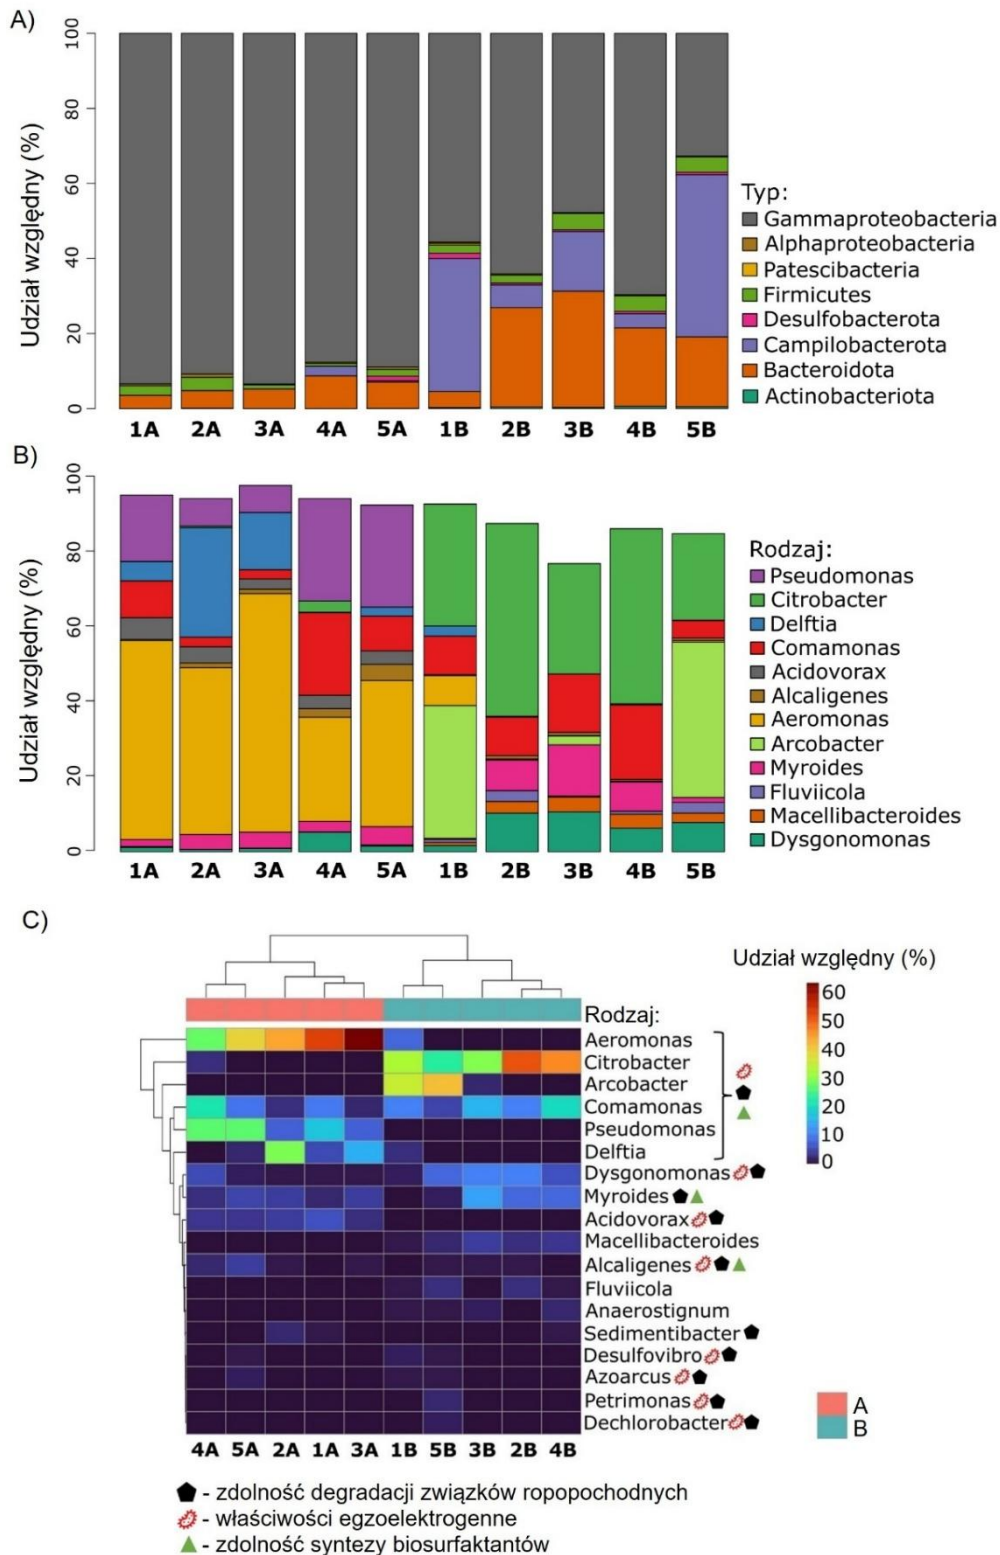 A)
Udział względny (%)
100
80
60
40
20
0
1A 2A 3A 4A 5A 1B 2B 3B 4B 5B
Typ:
Gammaproteobacteria
Alphaproteobacteria
Patescibacteria
Firmicutes
Desulfobacterota
Campilobacterota
Bacteroidota
Actinobacteriota
B)
Udział względny (%)
100
80
60
40
20
0
1A 2A 3A 4A 5A 1B 2B 3B 4B 5B
Rodzaj:
Pseudomonas
Citrobacter
Delftia
Comamonas
Acidovorax
Alcaligenes
Aeromonas
Arcobacter
Myroides
Fluviicola
Macellibacteroides
Dysgonomonas
C)
Rodzaj:
Aeromonas
Citrobacter
Arcobacter
Comamonas
Pseudomonas
Delftia
Dysgonomonas
Myroides
Acidovorax
Macellibacteroides
Alcaligenes
Fluviicola
Anaerostignum
Sedimentibacter
Desulfovibro
Azoarcus
Petrimonas
Dechlorobacter
4A 5A 2A 1A 3A 1B 5B 3B 2B 4B
Udział względny (%)
60
50
40
30
20
10
0
A
B
- zdolność degradacji związków ropopochodnych
- właściwości egzoelektrogenne
- zdolność syntezy biosurfaktantów